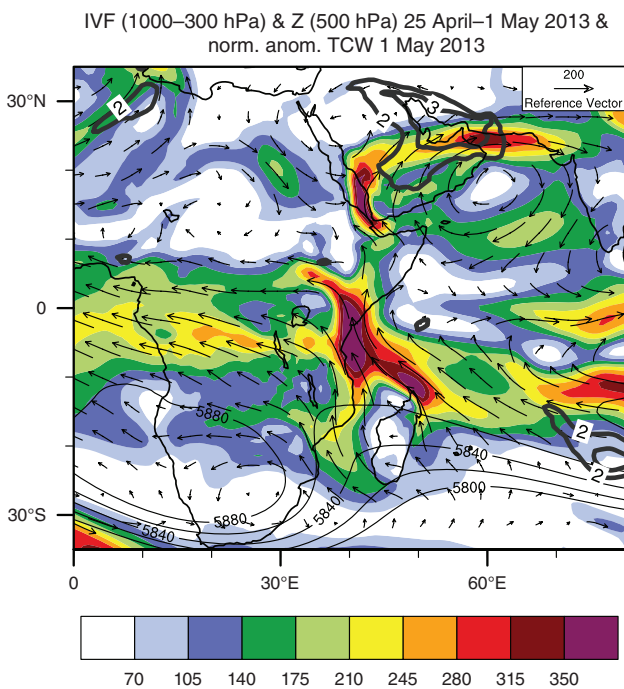 IVF (1000–300 hPa) & Z (500 hPa) 25 April–1 May 2013 &
norm. anom. TCW 1 May 2013
200
Reference Vector
30°N
2
2
3
0
5880
2
5840
2
5800
5880
5840
5840
30°S
0 30°E 60°E
70 105 140 175 210 245 280 315 350